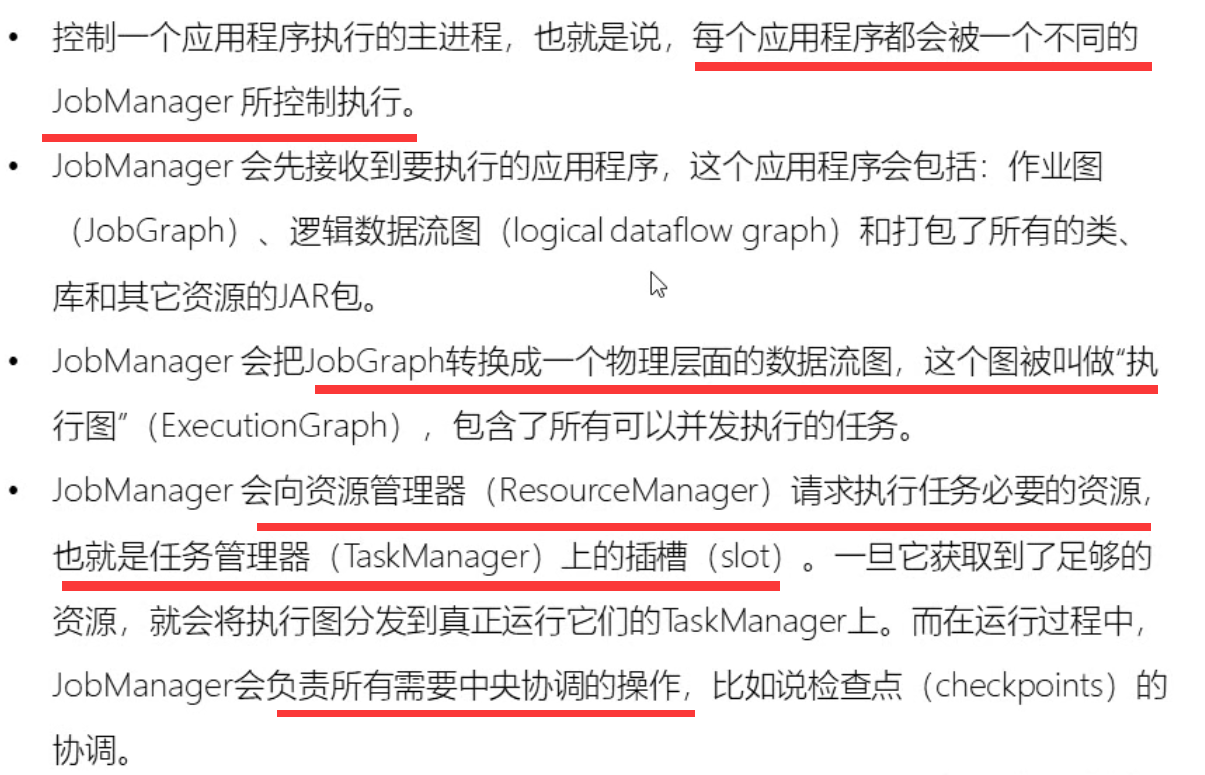 • 控制一个应用程序执行的主进程，也就是说，每个应用程序都会被一个不同的
JobManager 所控制执行。
• JobManager 会先接收到要执行的应用程序，这个应用程序会包括：作业图
（JobGraph）、逻辑数据流图（logical dataflow graph）和打包了所有的类、
库和其它资源的JAR包。
• JobManager 会把JobGraph转换成一个物理层面的数据流图，这个图被叫做“执
行图”（ExecutionGraph），包含了所有可以并发执行的任务。
• JobManager 会向资源管理器（ResourceManager）请求执行任务必要的资源，
也就是任务管理器（TaskManager）上的插槽（slot）。一旦它获取到了足够的
资源，就会将执行图分发到真正运行它们的TaskManager上。而在运行过程中，
JobManager会负责所有需要中央协调的操作，比如说检查点（checkpoints）的
协调。